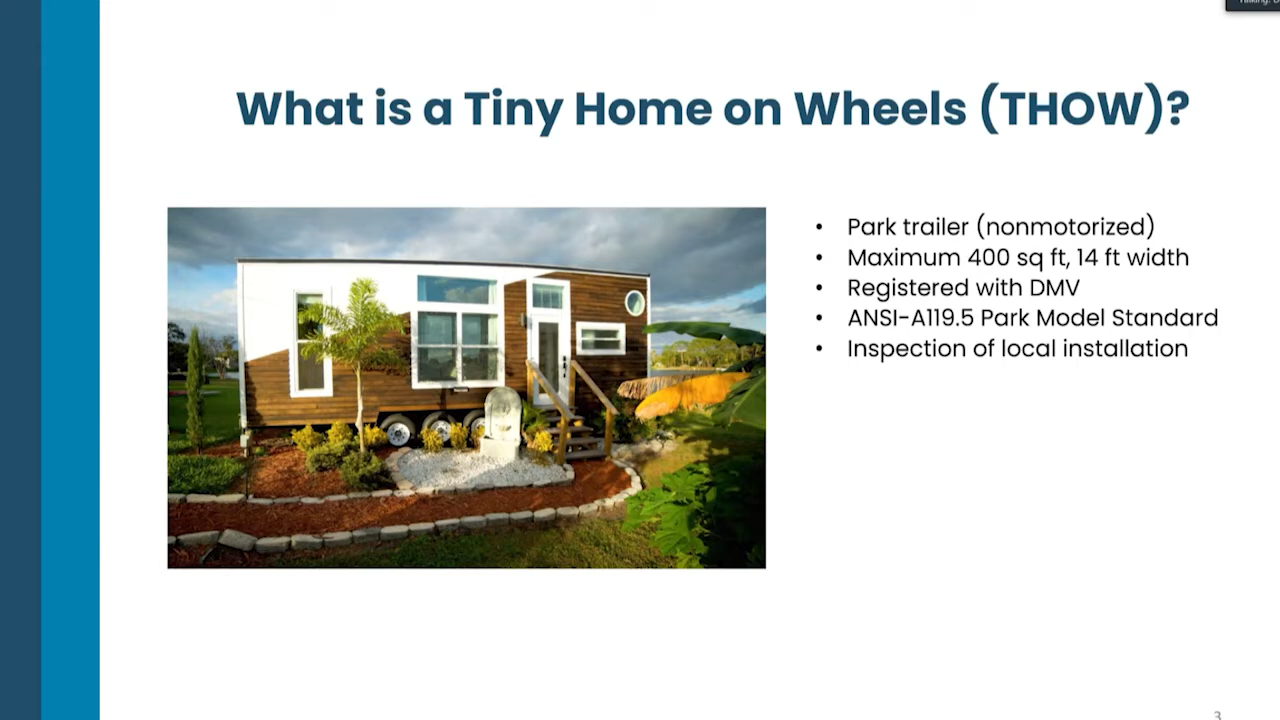 What is a Tiny Home on Wheels (THOW)?
• Park trailer (nonmotorized)
• Maximum 400 sq ft, 14 ft width
• Registered with DMV
• ANSI-A119.5 Park Model Standard
• Inspection of local installation
3